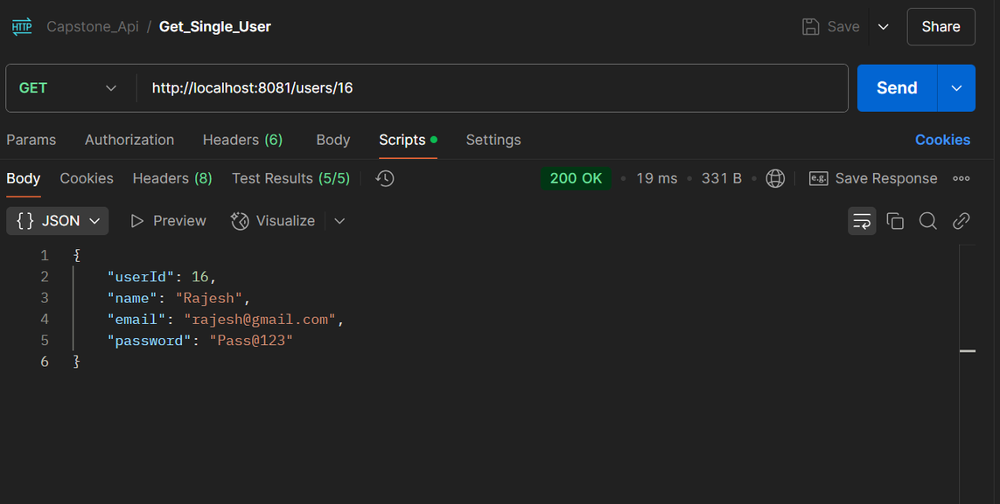 HTTP Capstone_Api / Get_Single_User Save Share
GET http://localhost:8081/users/16 Send
Params Authorization Headers (6) Body Scripts Settings Cookies
Body Cookies Headers (8) Test Results (5/5) 200 OK • 19 ms • 331 B • e.g. Save Response
{} JSON Preview Visualize
1 {
2 "userId": 16,
3 "name": "Rajesh",
4 "email": "rajesh@gmail.com",
5 "password": "Pass@123"
6 }